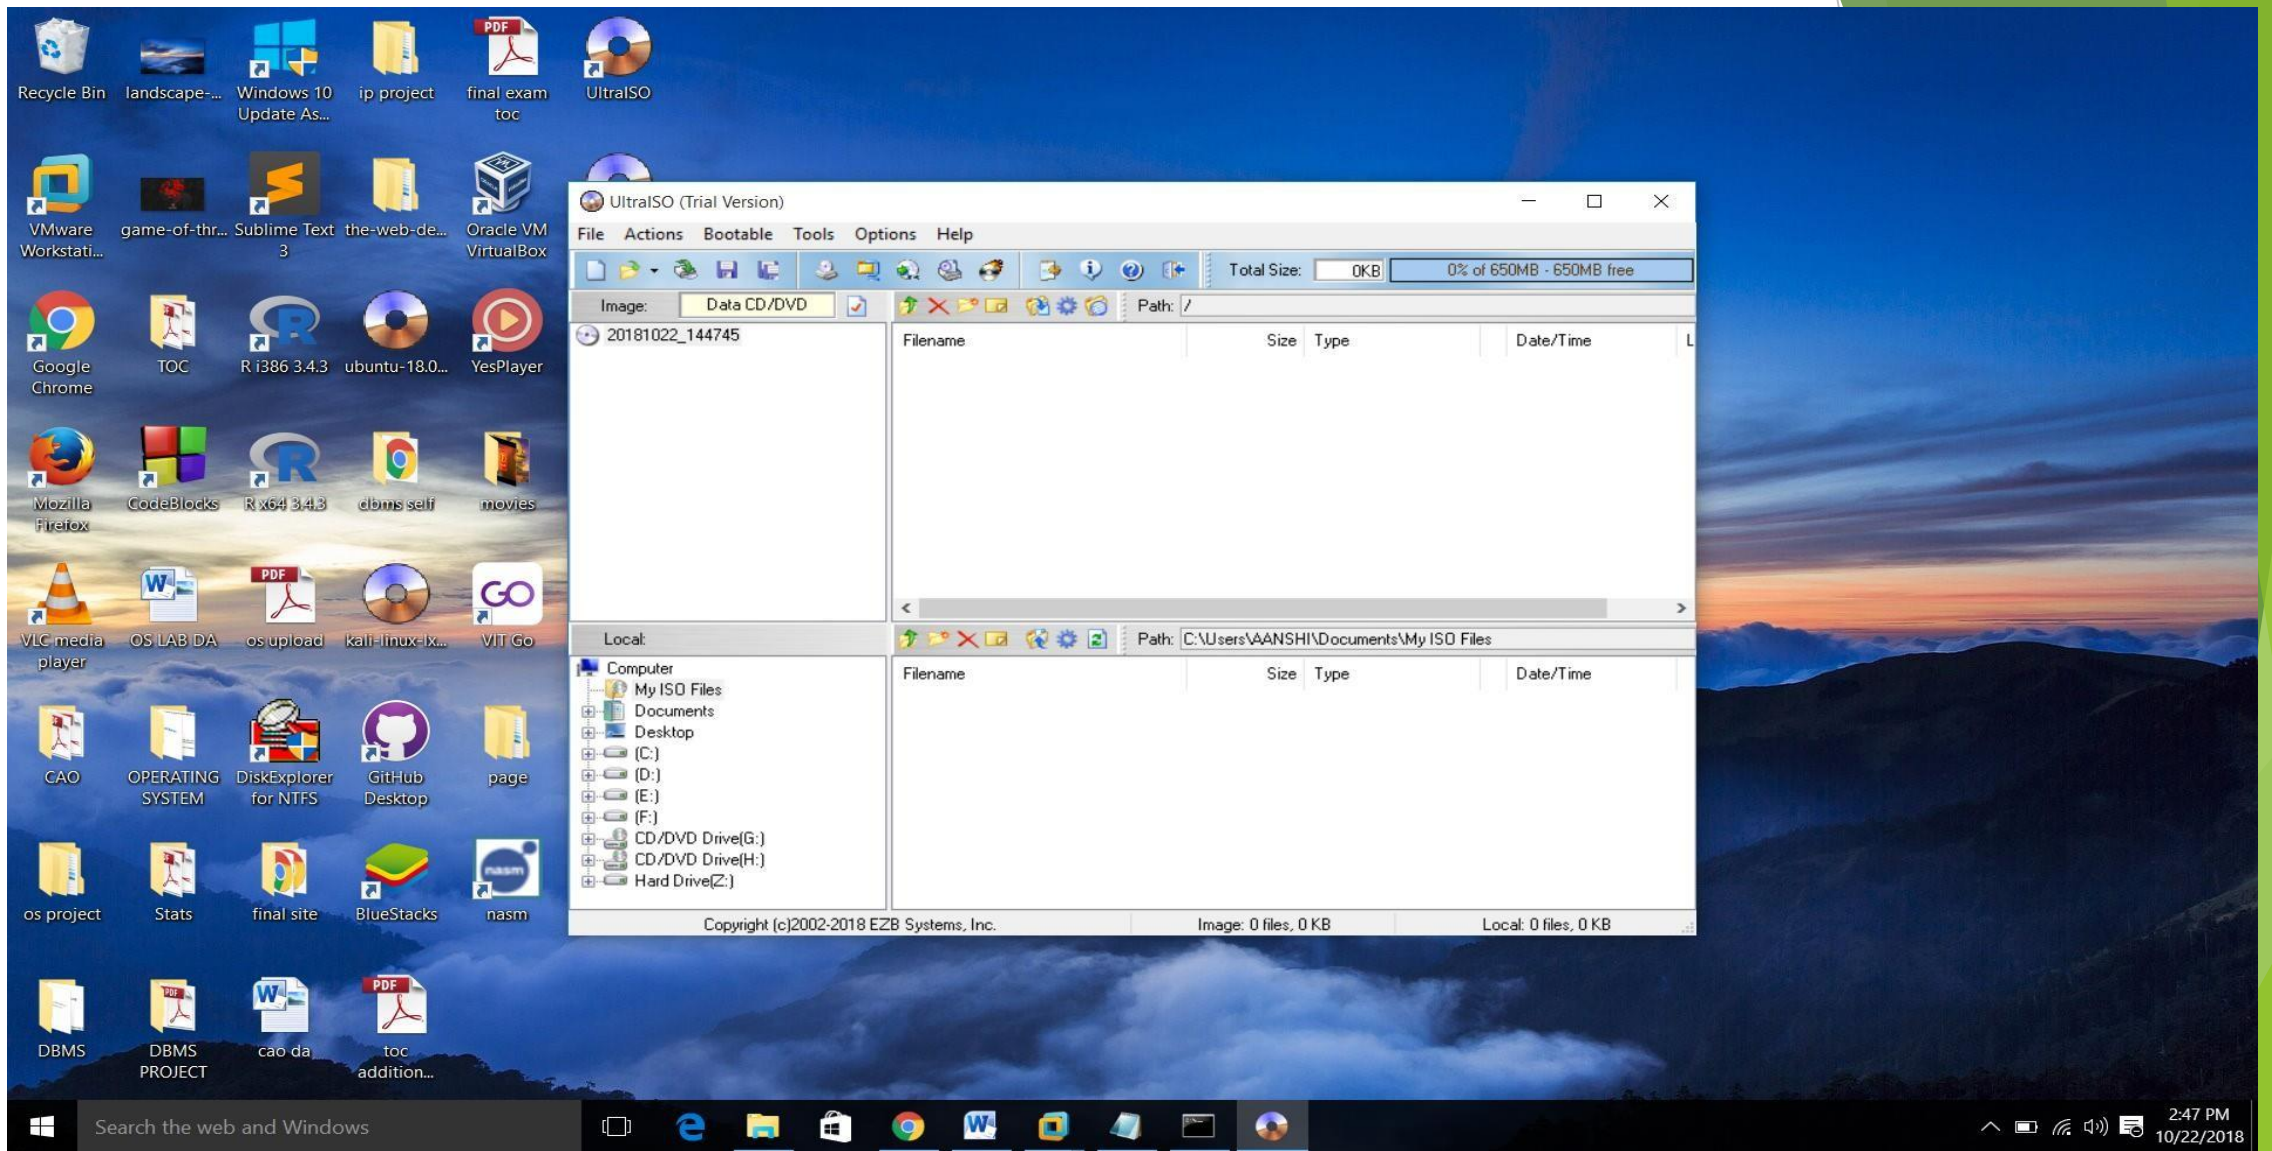 Recycle Bin
landscape-...
Windows 10
Update As...
ip project
PDF
final exam
toc
UltraISO
VMware
Workstati...
game-of-thr...
Sublime Text
3
the-web-de...
Oracle VM
VirtualBox
Google
Chrome
TOC
R i386 3.4.3
ubuntu-18.0...
YesPlayer
Mozilla
Firefox
CodeBlocks
R x64 3.4.3
dbms self
movies
VLC media
player
OS LAB DA
PDF
os upload
kali-linux-lx...
GO
VIT Go
CAO
OPERATING
SYSTEM
DiskExplorer
for NTFS
GitHub
Desktop
page
os project
Stats
final site
BlueStacks
nasm
nasm
DBMS
DBMS
PROJECT
cao da
PDF
toc
addition...
UltraISO (Trial Version)
File Actions Bootable Tools Options Help
Total Size: 0KB 0% of 650MB - 650MB free
Image: Data CD/DVD Path: /
20181022_144745
Filename Size Type Date/Time L
Local: Path: C:\Users\AANSHI\Documents\My ISO Files
Computer
My ISO Files
Documents
Desktop
(C:)
(D:)
(E:)
(F:)
CD/DVD Drive(G:)
CD/DVD Drive(H:)
Hard Drive(Z:)
Filename Size Type Date/Time
Copyright (c)2002-2018 EZB Systems, Inc. Image: 0 files, 0 KB Local: 0 files, 0 KB
Search the web and Windows
2:47 PM
10/22/2018